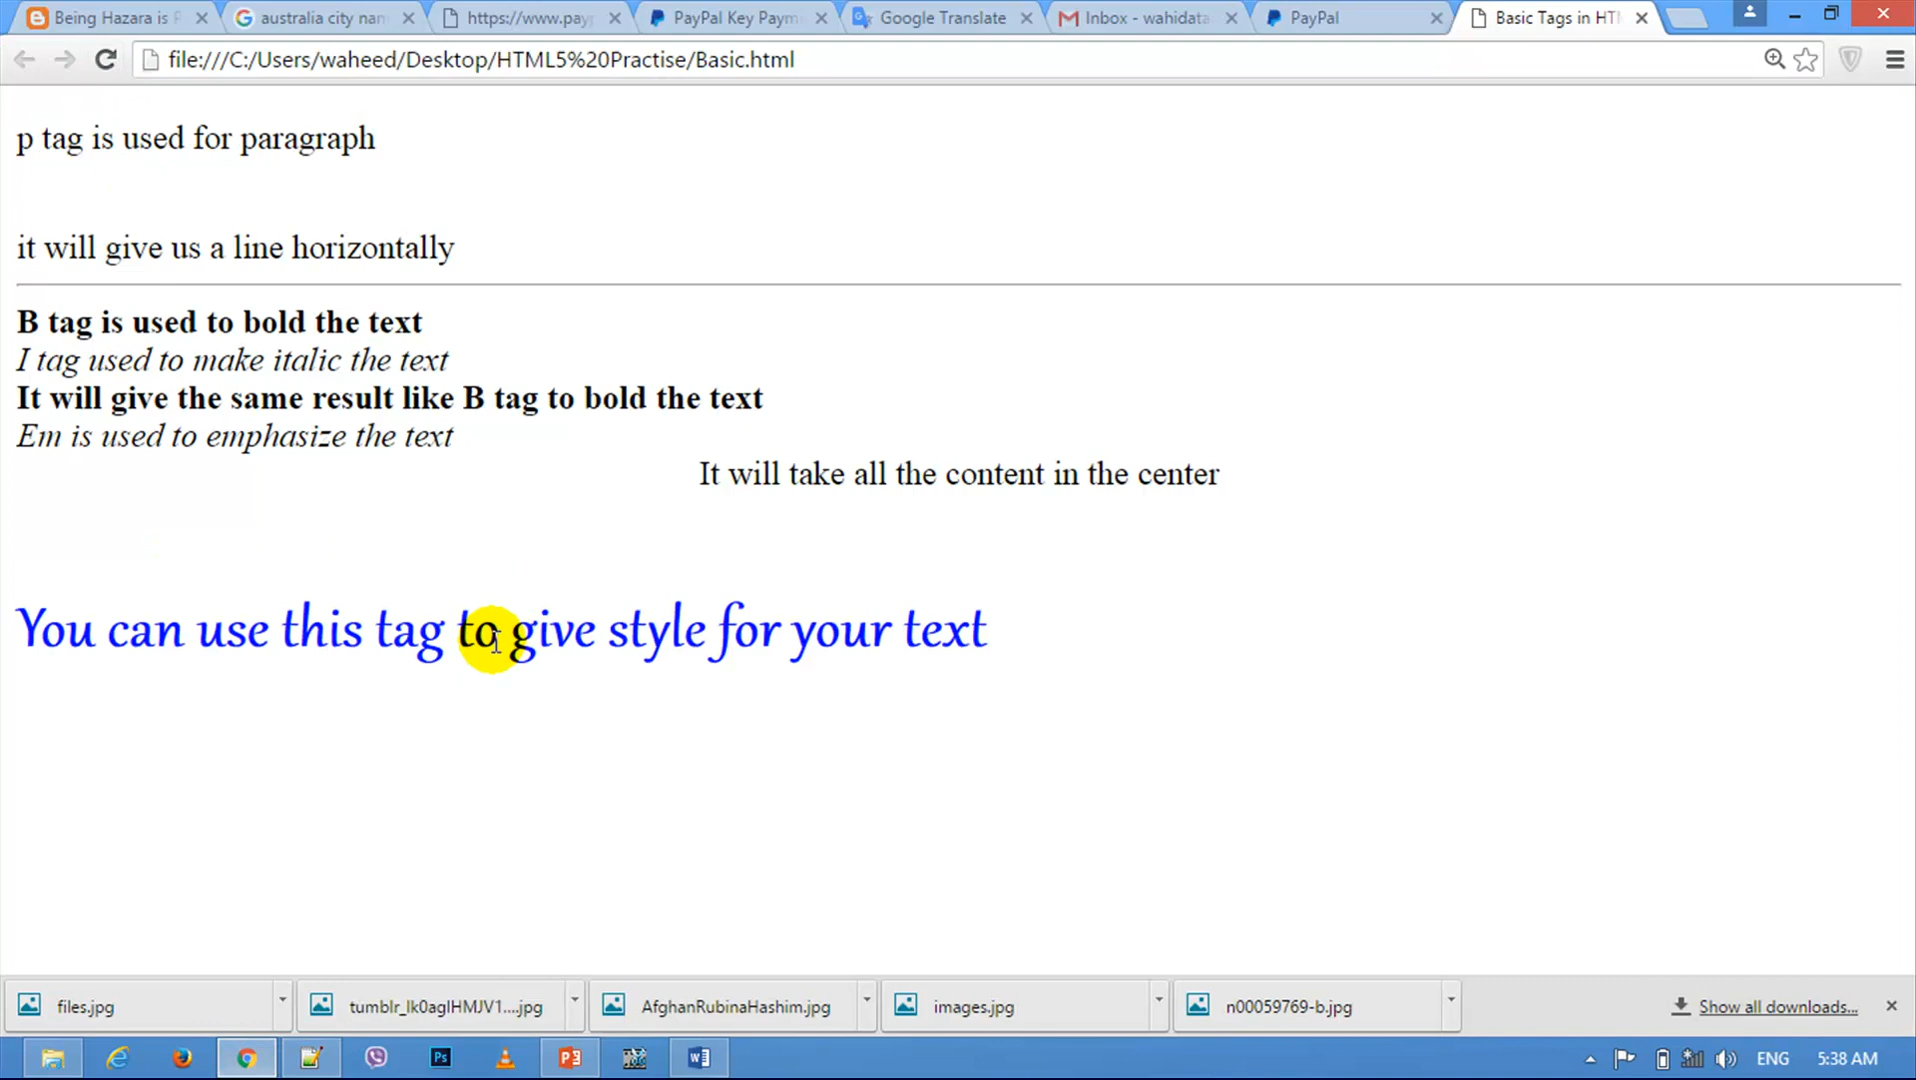 Being Hazara is P
australia city nam
https://www.payp
PayPal Key Paym
Google Translate
Inbox - wahidata
PayPal
Basic Tags in HTM
file:///C:/Users/waheed/Desktop/HTML5%20Practise/Basic.html
p tag is used for paragraph
it will give us a line horizontally
B tag is used to bold the text
I tag used to make italic the text
It will give the same result like B tag to bold the text
Em is used to emphasize the text
It will take all the content in the center
You can use this tag to give style for your text
files.jpg
tumblr_lk0aglHMJV1....jpg
AfghanRubinaHashim.jpg
images.jpg
n00059769-b.jpg
Show all downloads...
ENG
5:38 AM